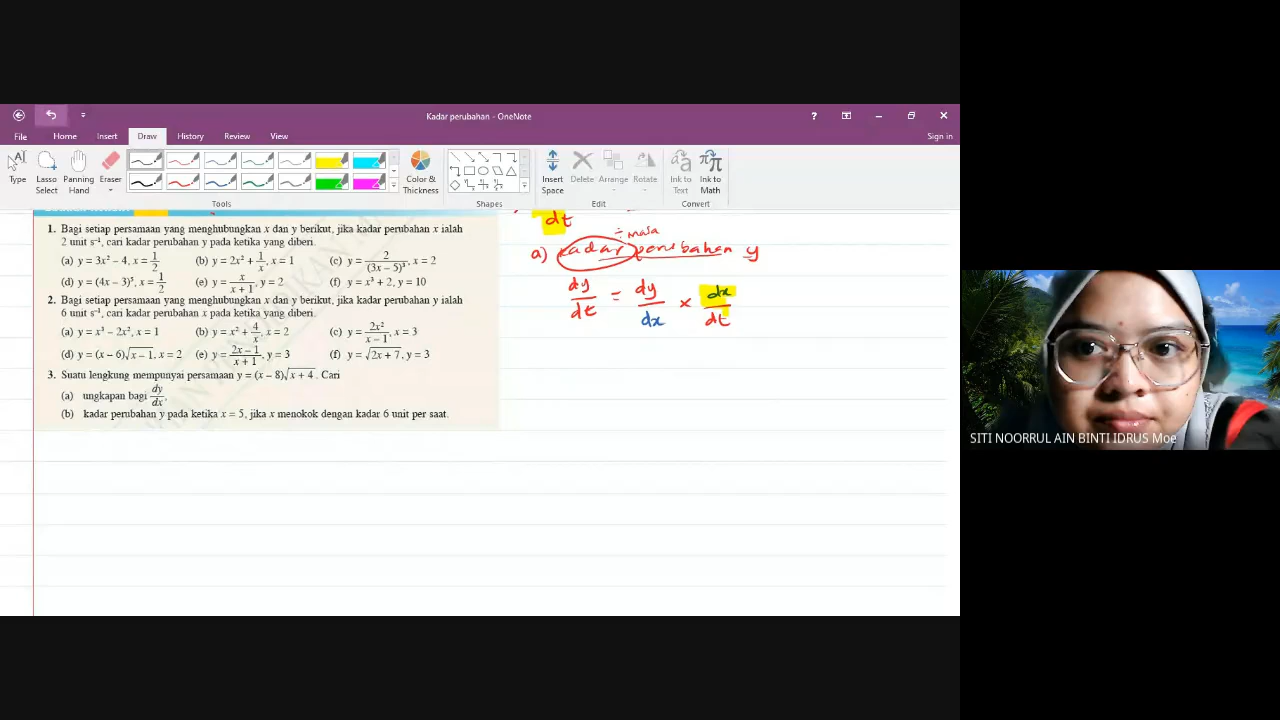 Kadar perubahan - OneNote
Sign in
File Home Insert Draw History Review View
Type
Lasso Select
Panning Hand
Eraser
Color & Thickness
Insert Space
Delete
Arrange
Rotate
Ink to Text
Ink to Math
Tools
Shapes
Edit
Convert
1. Bagi setiap persamaan yang menghubungkan x dan y berikut, jika kadar perubahan x ialah
2 unit s⁻¹, cari kadar perubahan y pada ketika yang diberi.
(a) y = 3x² – 4, x = 1/2 (b) y = 2x² + 1/x, x = 1 (c) y = 2/(3x – 5)³, x = 2
(d) y = (4x – 3)⁵, x = 1/2 (e) y = x/(x + 1), y = 2 (f) y = x³ + 2, y = 10
2. Bagi setiap persamaan yang menghubungkan x dan y berikut, jika kadar perubahan y ialah
6 unit s⁻¹, cari kadar perubahan x pada ketika yang diberi.
(a) y = x³ – 2x², x = 1 (b) y = x² + 4/x, x = 2 (c) y = 2x²/(x – 1), x = 3
(d) y = (x – 6)√(x – 1), x = 2 (e) y = (2x – 1)/(x + 1), y = 3 (f) y = √(2x + 7), y = 3
3. Suatu lengkung mempunyai persamaan y = (x – 8)√(x + 4). Cari
(a) ungkapan bagi dy/dx,
(b) kadar perubahan y pada ketika x = 5, jika x menokok dengan kadar 6 unit per saat.
dt
÷ masa
a) kadar perubahan y
dy/dt = dy/dx × dx/dt
SITI NOORRUL AIN BINTI IDRUS Moe